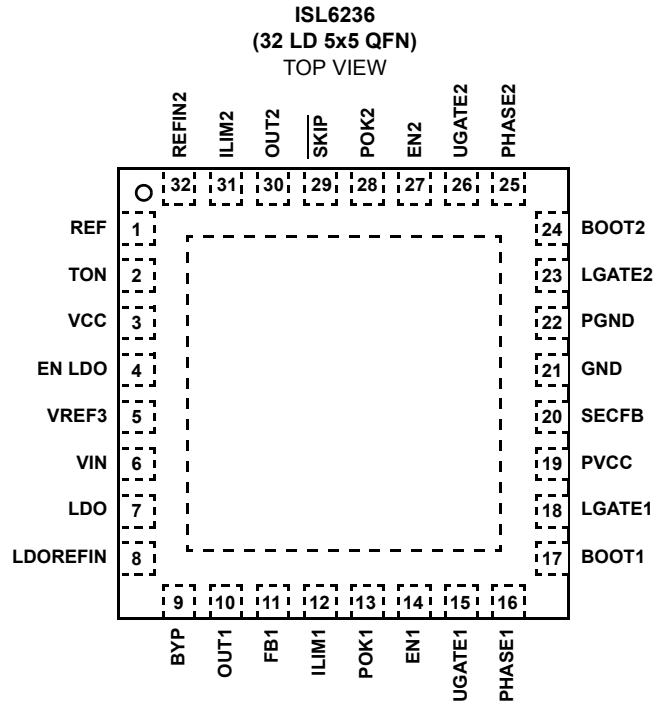 ISL6236
(32 LD 5x5 QFN)
TOP VIEW
REFIN2 ILIM2 OUT2 SKIP POK2 EN2 UGATE2 PHASE2
32 31 30 29 28 27 26 25
REF 1 24 BOOT2
TON 2 23 LGATE2
VCC 3 22 PGND
EN LDO 4 21 GND
VREF3 5 20 SECFB
VIN 6 19 PVCC
LDO 7 18 LGATE1
LDOREFIN 8 17 BOOT1
9 10 11 12 13 14 15 16
BYP OUT1 FB1 ILIM1 POK1 EN1 UGATE1 PHASE1